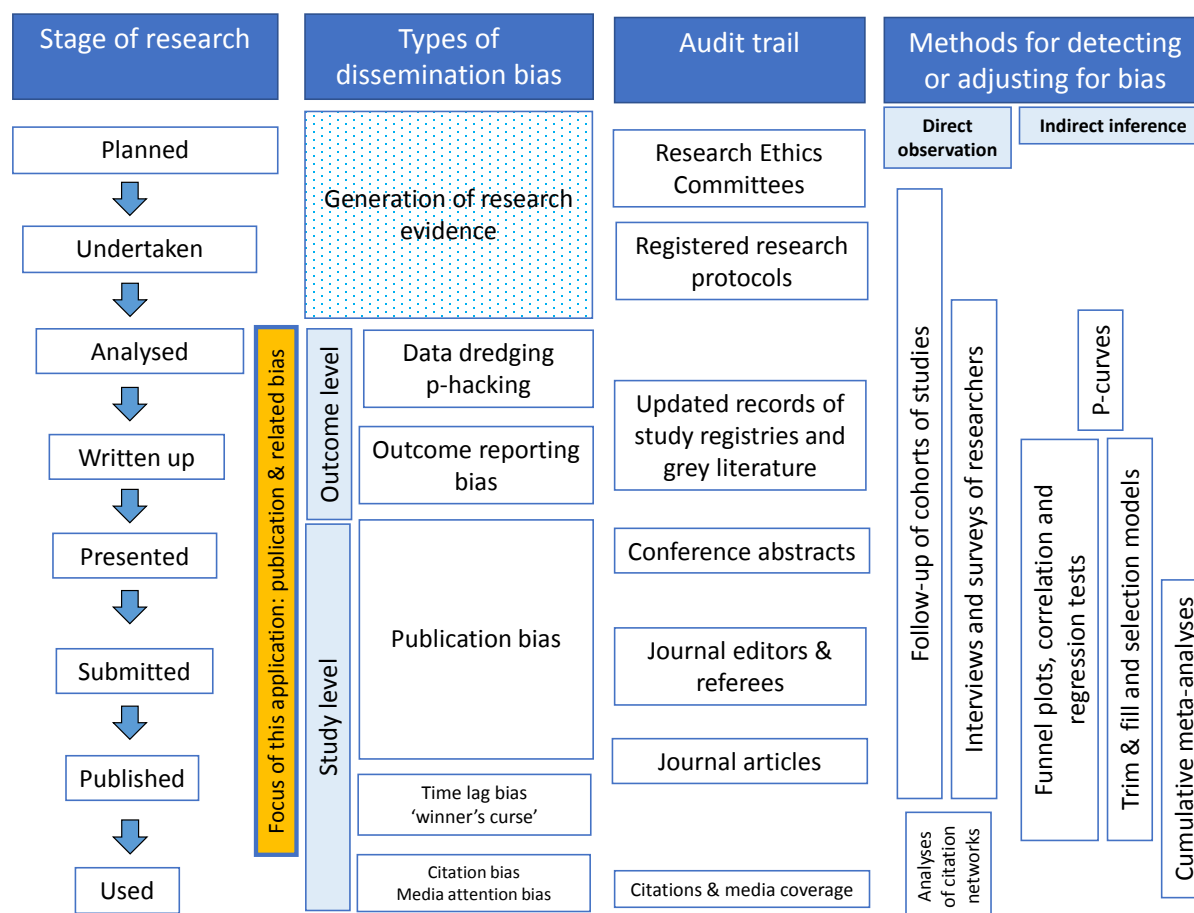 Stage of research
Types of
dissemination bias
Audit trail
Methods for detecting
or adjusting for bias
Direct
observation
Indirect inference
Planned
Undertaken
Analysed
Written up
Presented
Submitted
Published
Used
Focus of this application: publication & related bias
Generation of research
evidence
Outcome level
Study level
Data dredging
p-hacking
Outcome reporting
bias
Publication bias
Time lag bias
‘winner’s curse’
Citation bias
Media attention bias
Research Ethics
Committees
Registered research
protocols
Updated records of
study registries and
grey literature
Conference abstracts
Journal editors &
referees
Journal articles
Citations & media coverage
Follow-up of cohorts of studies
Interviews and surveys of researchers
Analyses
of citation
networks
P-curves
Funnel plots, correlation and
regression tests
Trim & fill and selection models
Cumulative meta-analyses